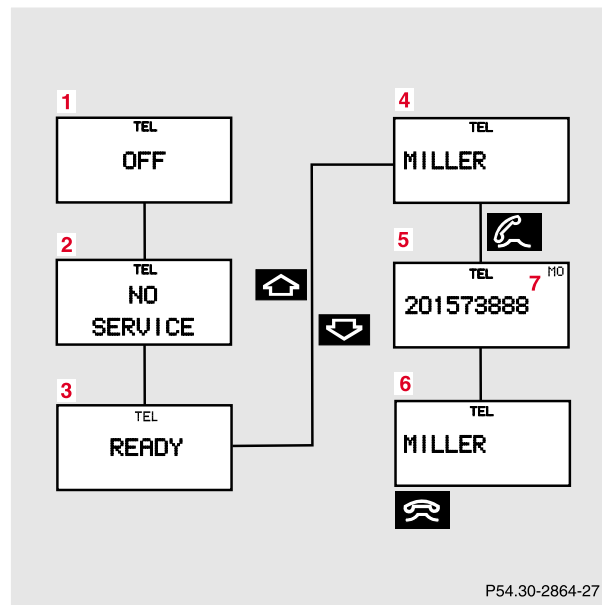 1
TEL
OFF
2
TEL
NO
SERVICE
3
TEL
READY
4
TEL
MILLER
5
TEL
MO
7
201573888
6
TEL
MILLER
P54.30-2864-27